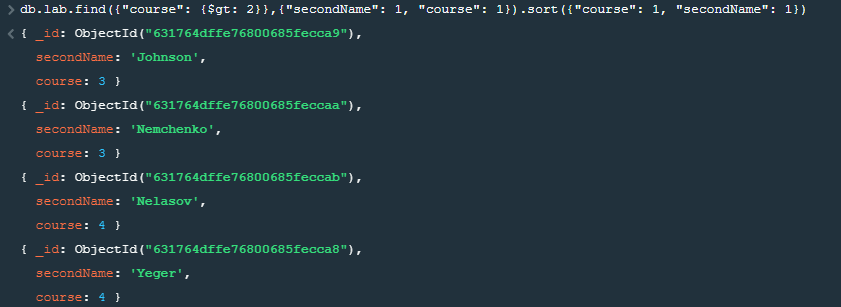 db.lab.find({"course": {$gt: 2}},{"secondName": 1, "course": 1}).sort({"course": 1, "secondName": 1})
{ _id: ObjectId("631764dffe76800685fecca9"),
secondName: 'Johnson',
course: 3 }
{ _id: ObjectId("631764dffe76800685feccaa"),
secondName: 'Nemchenko',
course: 3 }
{ _id: ObjectId("631764dffe76800685feccab"),
secondName: 'Nelasov',
course: 4 }
{ _id: ObjectId("631764dffe76800685fecca8"),
secondName: 'Yeger',
course: 4 }